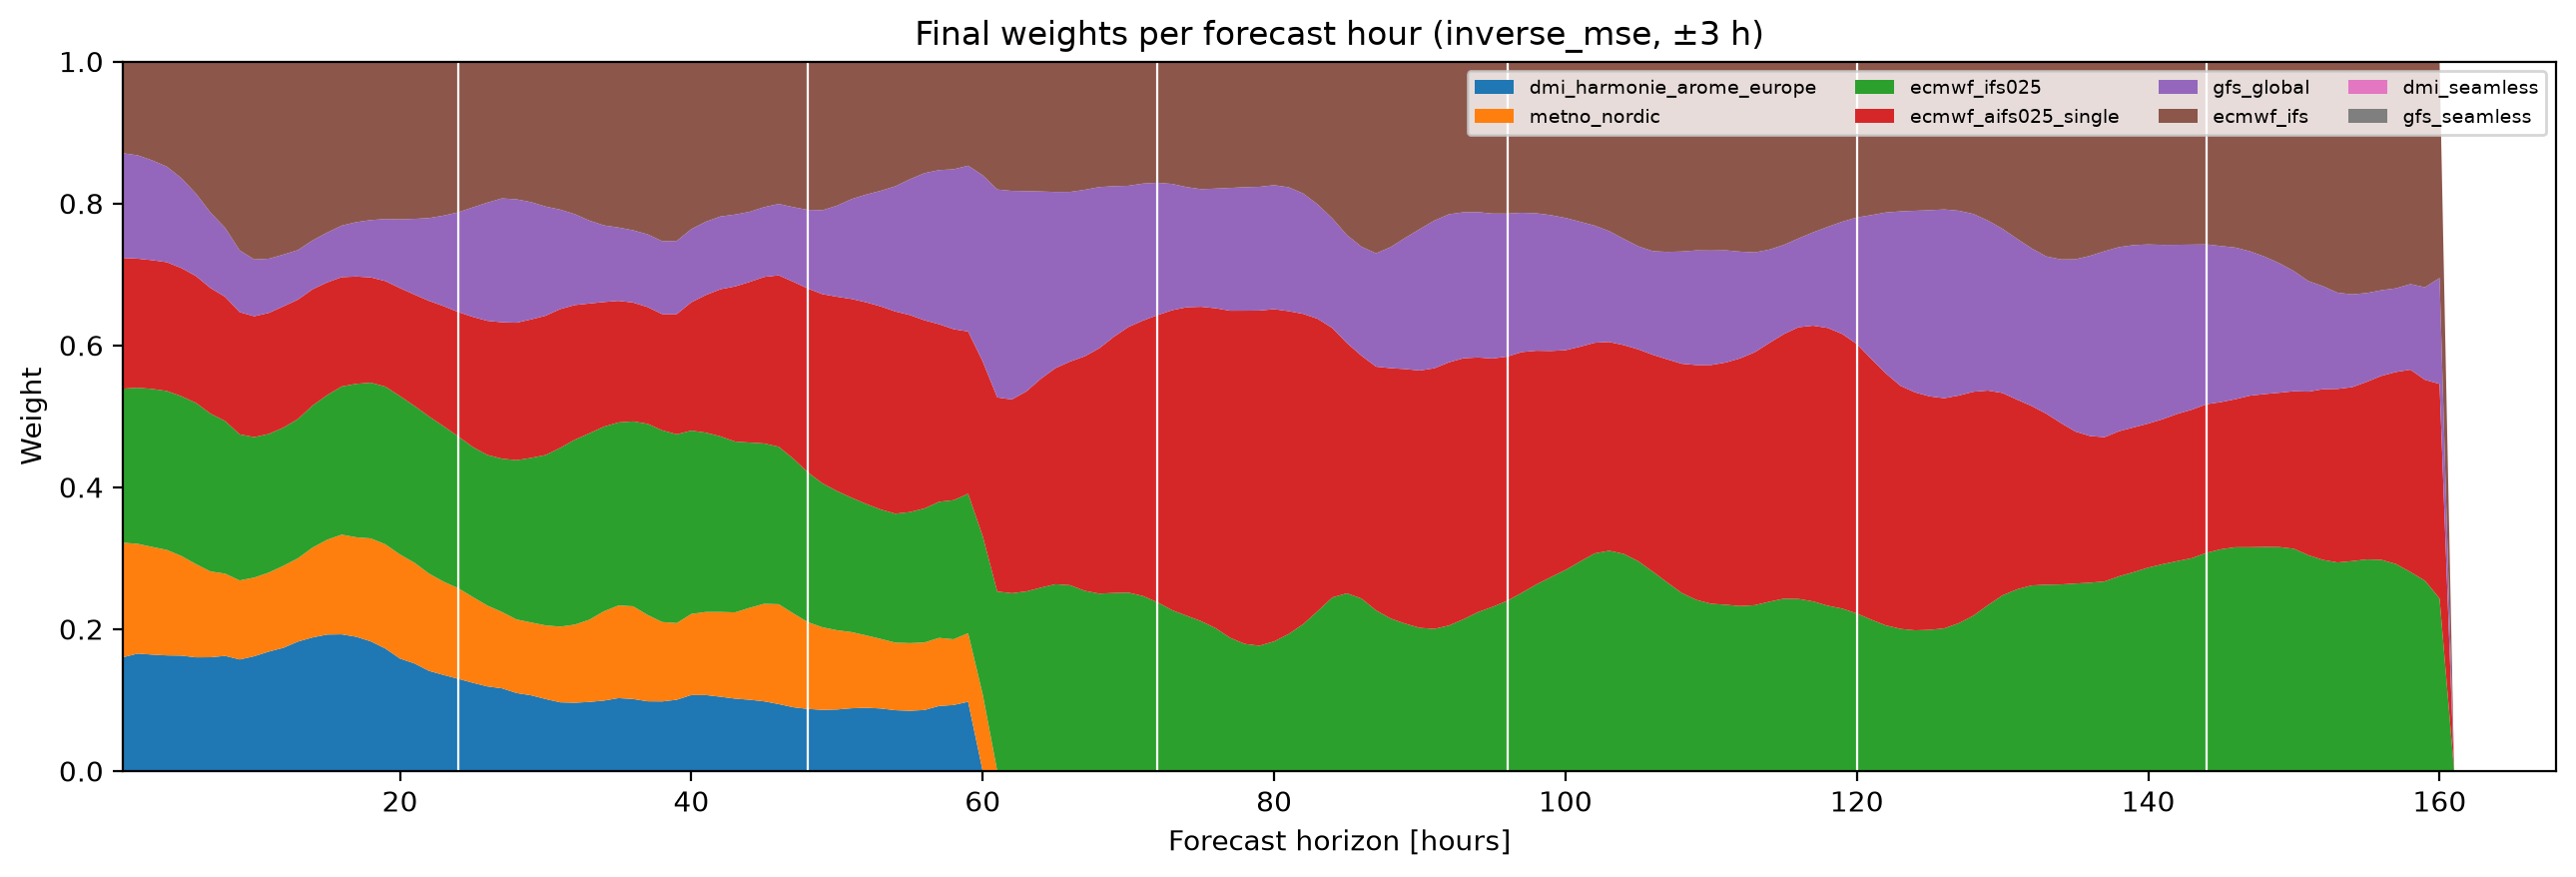 Final weights per forecast hour (inverse_mse, ±3 h)
1.0
0.8
0.6
0.4
0.2
0.0
Weight
dmi_harmonie_arome_europe
metno_nordic
ecmwf_ifs025
ecmwf_aifs025_single
gfs_global
ecmwf_ifs
dmi_seamless
gfs_seamless
20 40 60 80 100 120 140 160
Forecast horizon [hours]